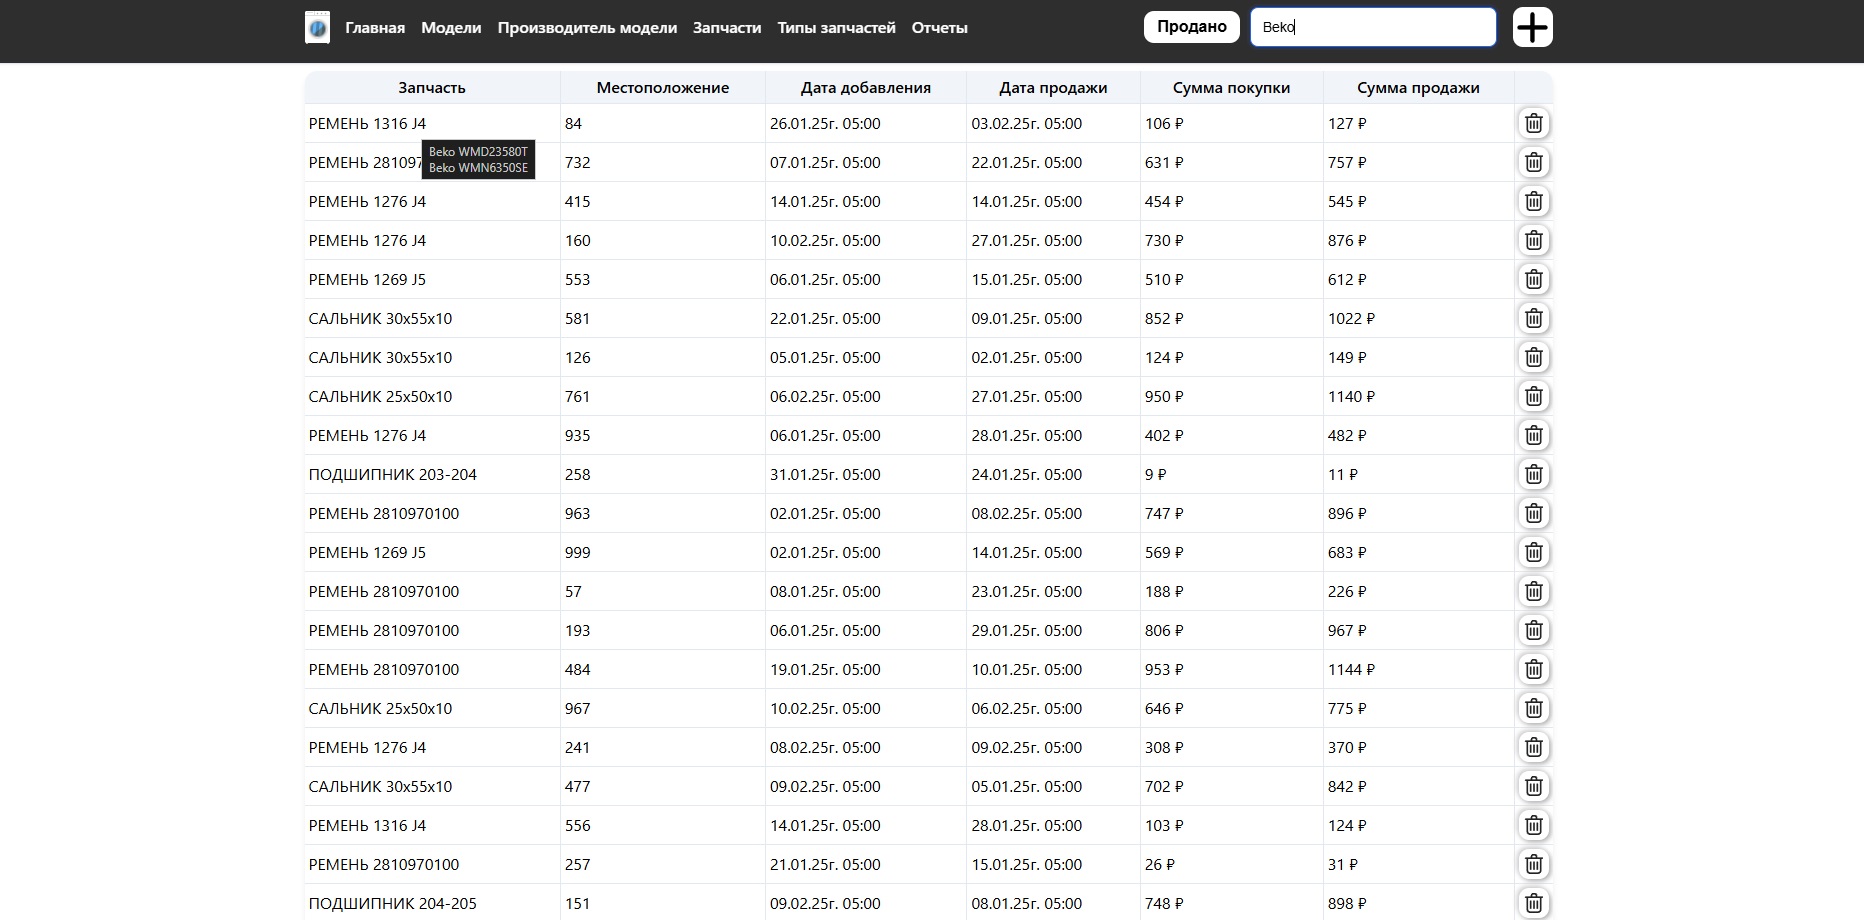 Главная Модели Производитель модели Запчасти Типы запчастей Отчеты Продано Beko
Запчасть Местоположение Дата добавления Дата продажи Сумма покупки Сумма продажи
РЕМЕНЬ 1316 J4 84 26.01.25г. 05:00 03.02.25г. 05:00 106 ₽ 127 ₽
Beko WMD23580T
Beko WMN6350SE
РЕМЕНЬ 281097 732 07.01.25г. 05:00 22.01.25г. 05:00 631 ₽ 757 ₽
РЕМЕНЬ 1276 J4 415 14.01.25г. 05:00 14.01.25г. 05:00 454 ₽ 545 ₽
РЕМЕНЬ 1276 J4 160 10.02.25г. 05:00 27.01.25г. 05:00 730 ₽ 876 ₽
РЕМЕНЬ 1269 J5 553 06.01.25г. 05:00 15.01.25г. 05:00 510 ₽ 612 ₽
САЛЬНИК 30x55x10 581 22.01.25г. 05:00 09.01.25г. 05:00 852 ₽ 1022 ₽
САЛЬНИК 30x55x10 126 05.01.25г. 05:00 02.01.25г. 05:00 124 ₽ 149 ₽
САЛЬНИК 25x50x10 761 06.02.25г. 05:00 27.01.25г. 05:00 950 ₽ 1140 ₽
РЕМЕНЬ 1276 J4 935 06.01.25г. 05:00 28.01.25г. 05:00 402 ₽ 482 ₽
ПОДШИПНИК 203-204 258 31.01.25г. 05:00 24.01.25г. 05:00 9 ₽ 11 ₽
РЕМЕНЬ 2810970100 963 02.01.25г. 05:00 08.02.25г. 05:00 747 ₽ 896 ₽
РЕМЕНЬ 1269 J5 999 02.01.25г. 05:00 14.01.25г. 05:00 569 ₽ 683 ₽
РЕМЕНЬ 2810970100 57 08.01.25г. 05:00 23.01.25г. 05:00 188 ₽ 226 ₽
РЕМЕНЬ 2810970100 193 06.01.25г. 05:00 29.01.25г. 05:00 806 ₽ 967 ₽
РЕМЕНЬ 2810970100 484 19.01.25г. 05:00 10.01.25г. 05:00 953 ₽ 1144 ₽
САЛЬНИК 25x50x10 967 10.02.25г. 05:00 06.02.25г. 05:00 646 ₽ 775 ₽
РЕМЕНЬ 1276 J4 241 08.02.25г. 05:00 09.02.25г. 05:00 308 ₽ 370 ₽
САЛЬНИК 30x55x10 477 09.02.25г. 05:00 05.01.25г. 05:00 702 ₽ 842 ₽
РЕМЕНЬ 1316 J4 556 14.01.25г. 05:00 28.01.25г. 05:00 103 ₽ 124 ₽
РЕМЕНЬ 2810970100 257 21.01.25г. 05:00 15.01.25г. 05:00 26 ₽ 31 ₽
ПОДШИПНИК 204-205 151 09.02.25г. 05:00 08.01.25г. 05:00 748 ₽ 898 ₽